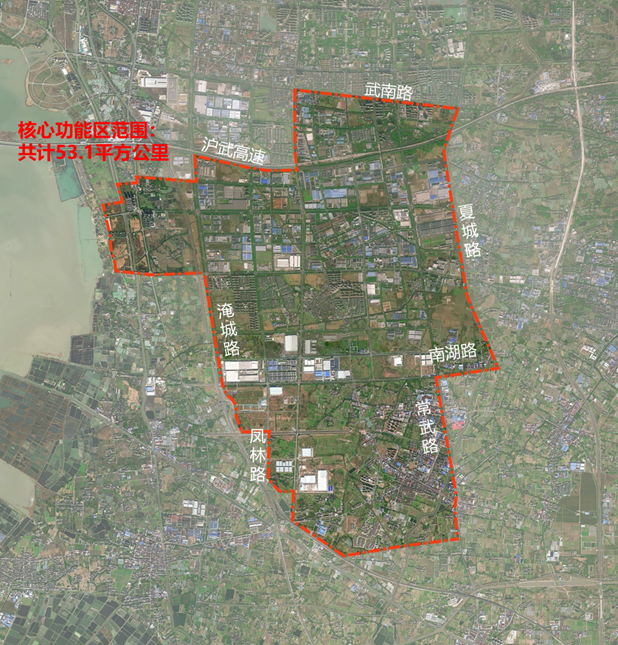 武南路
核心功能区范围：
共计53.1平方公里
沪武高速
夏城路
淹城路
南湖路
常武路
凤林路